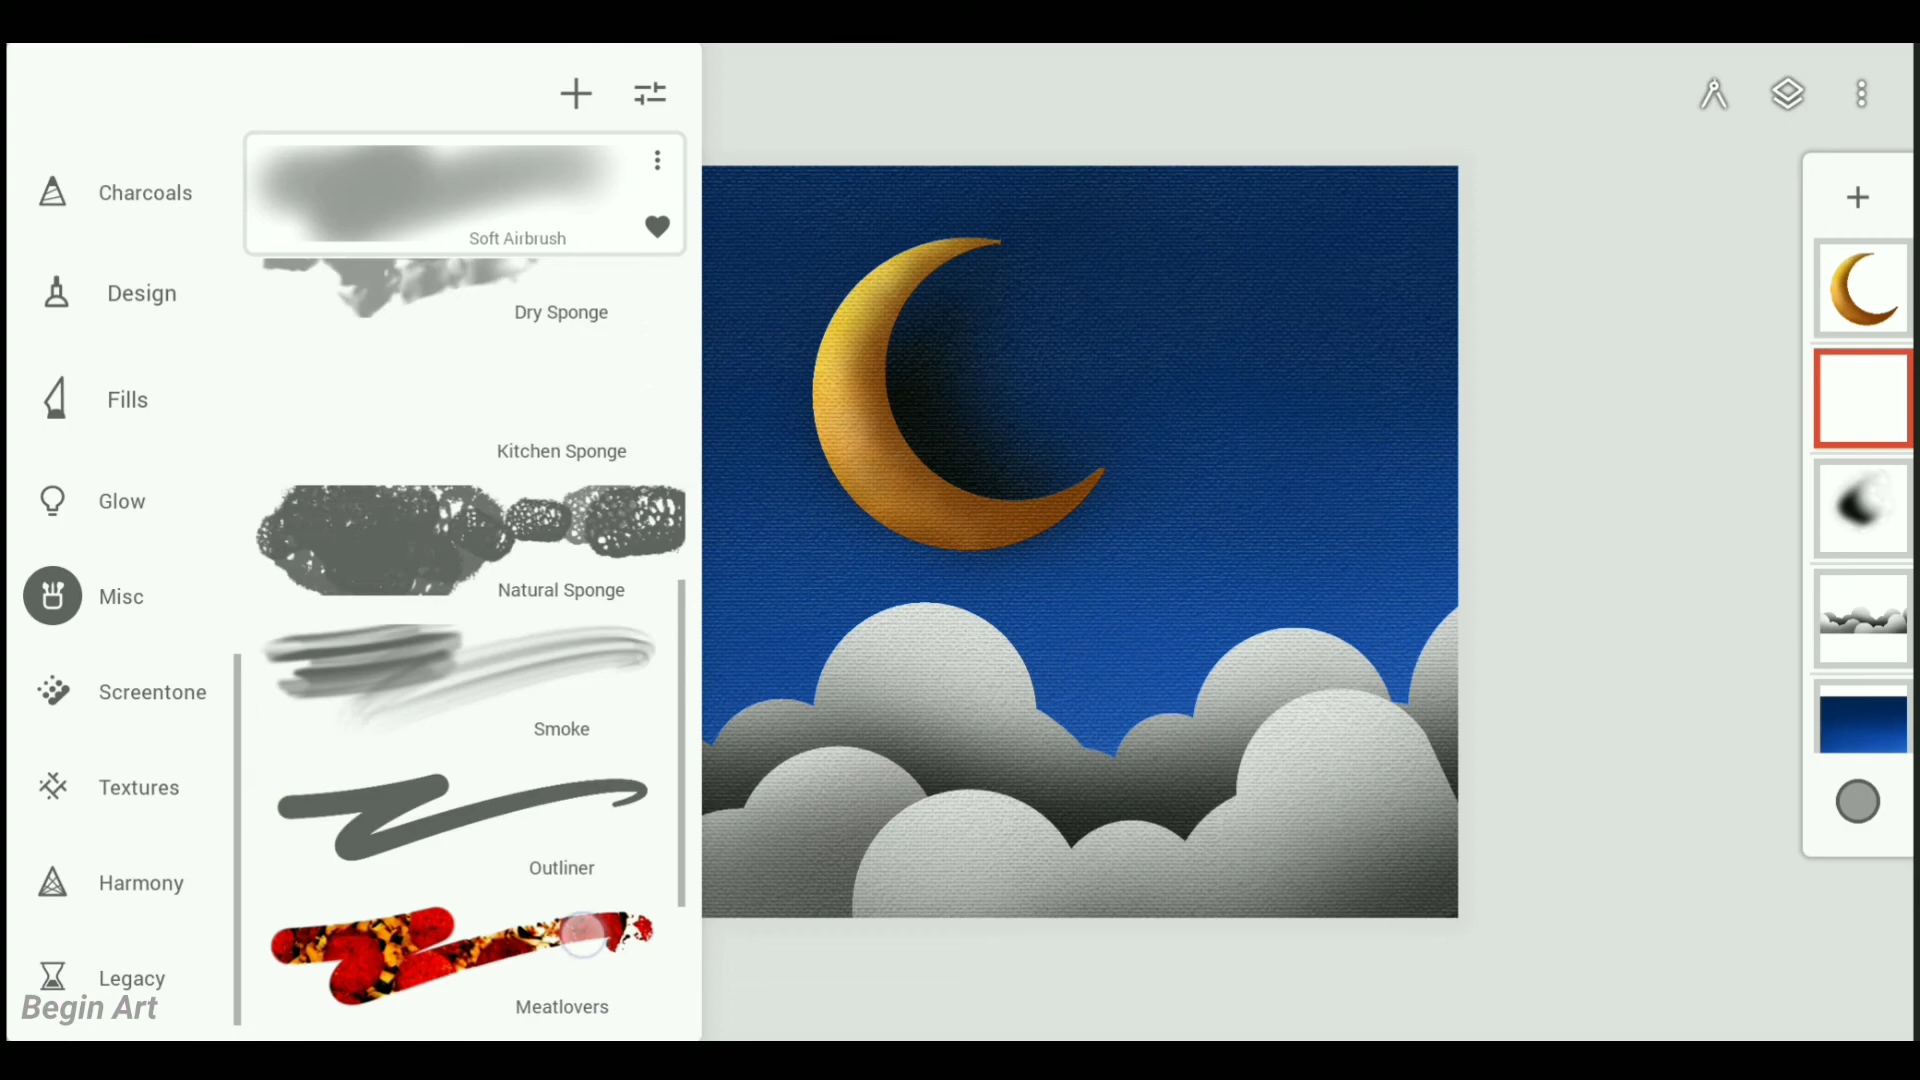 Charcoals
Design
Fills
Glow
Misc
Screentone
Textures
Harmony
Legacy
Begin Art
Soft Airbrush
Dry Sponge
Kitchen Sponge
Natural Sponge
Smoke
Outliner
Meatlovers